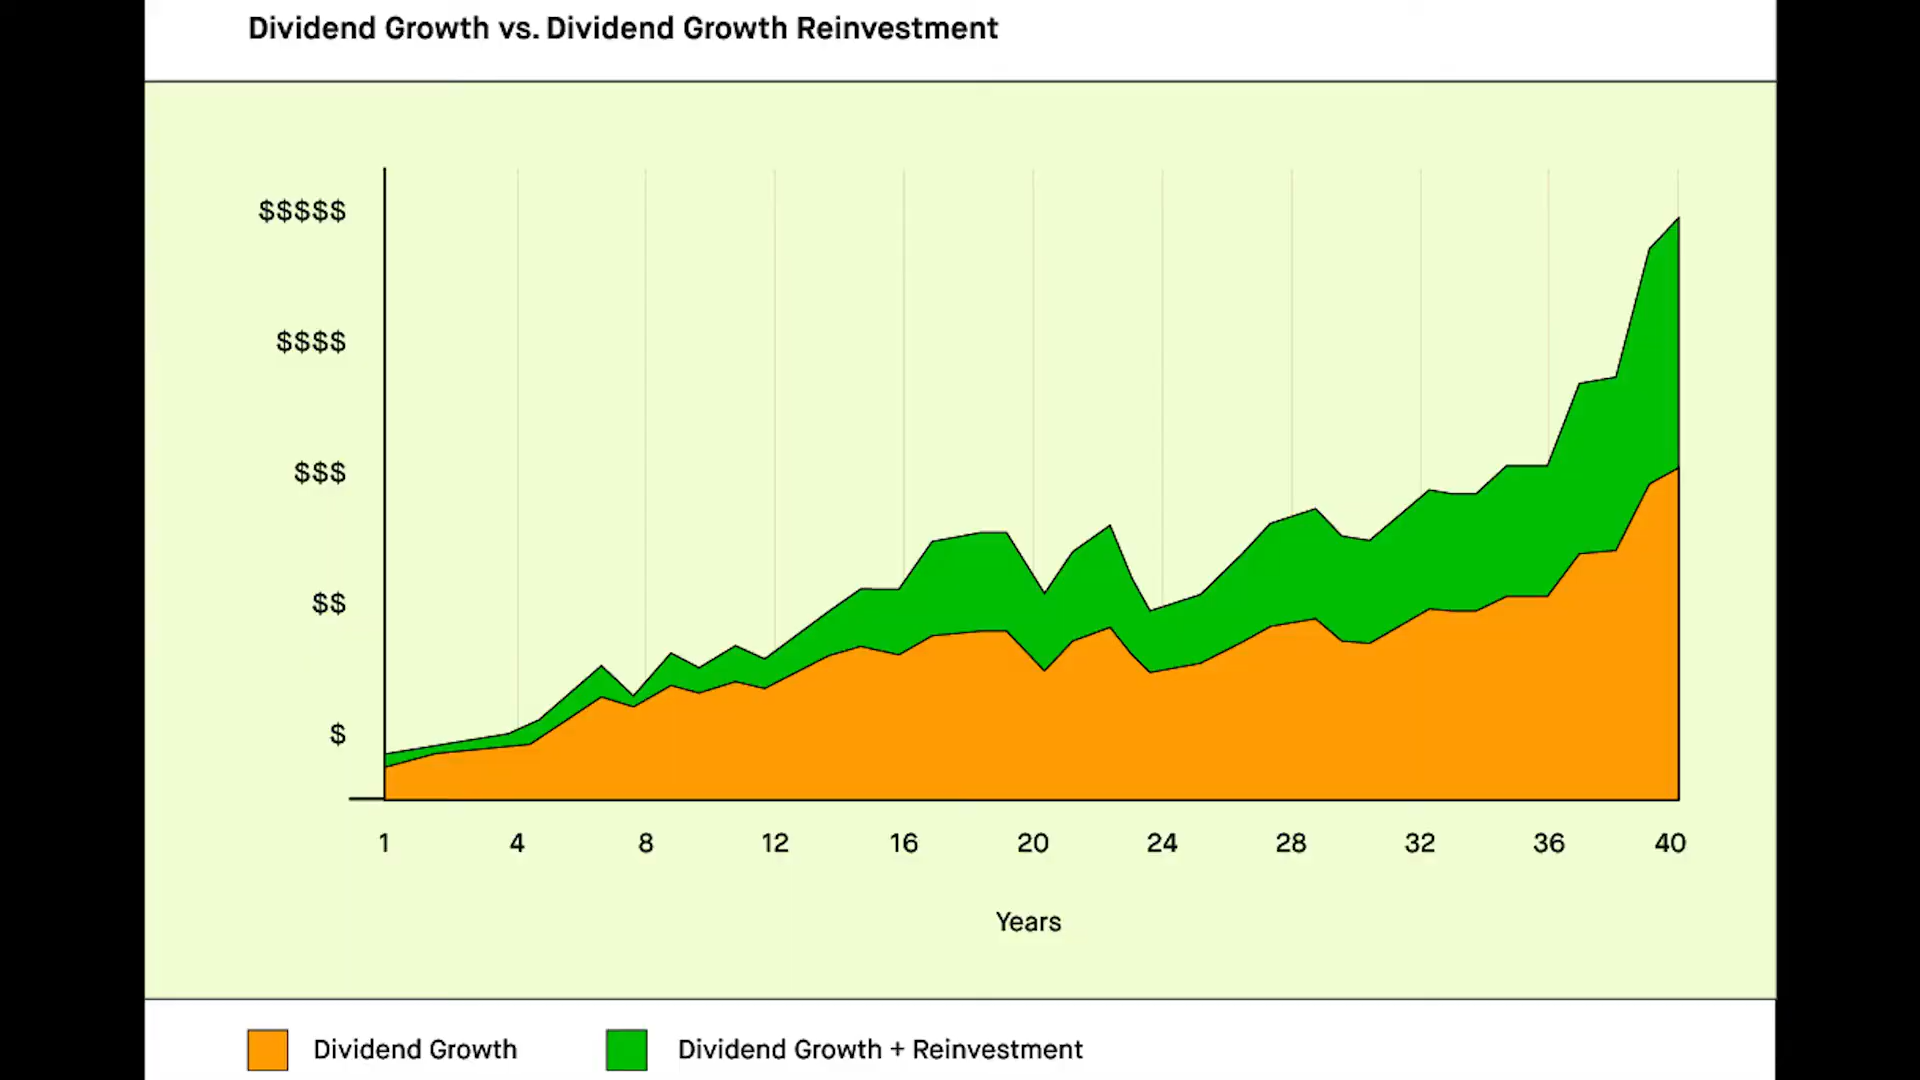 Dividend Growth vs. Dividend Growth Reinvestment
$$$$$
$$$$
$$$
$$
$
1 4 8 12 16 20 24 28 32 36 40
Years
Dividend Growth Dividend Growth + Reinvestment